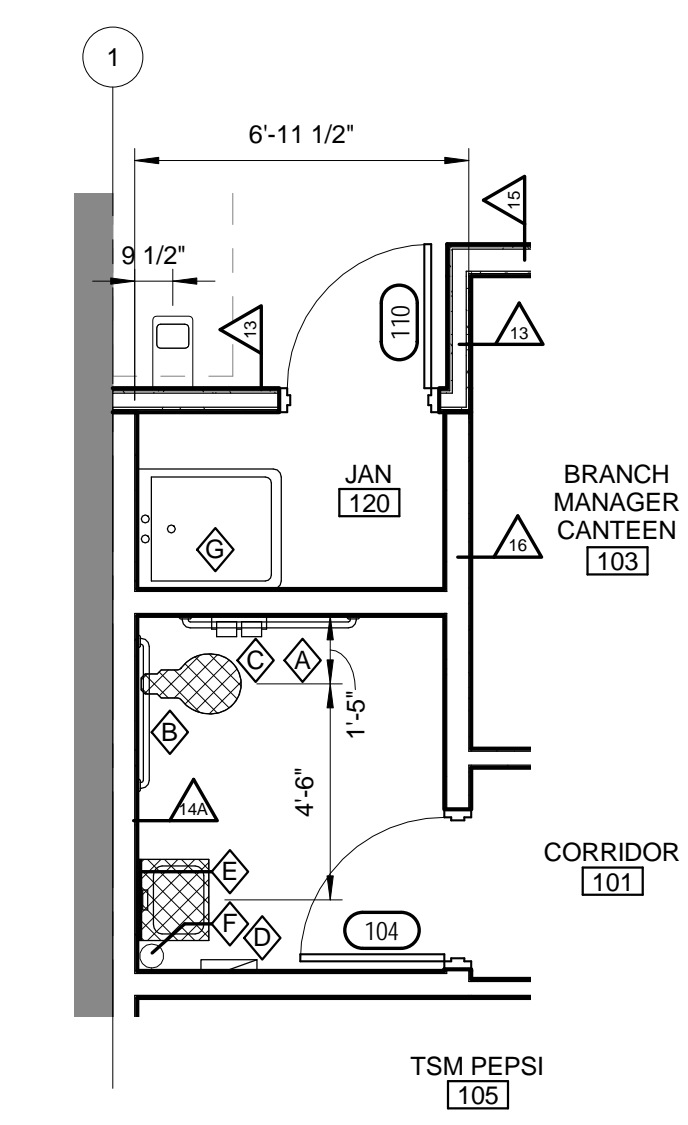 1
6'-11 1/2"
15
9 1/2"
13
110
13
JAN
120
BRANCH
MANAGER
CANTEEN
103
16
G
C
A
1'-5"
B
4'-6"
14A
CORRIDOR
101
E
F
D
104
TSM PEPSI
105